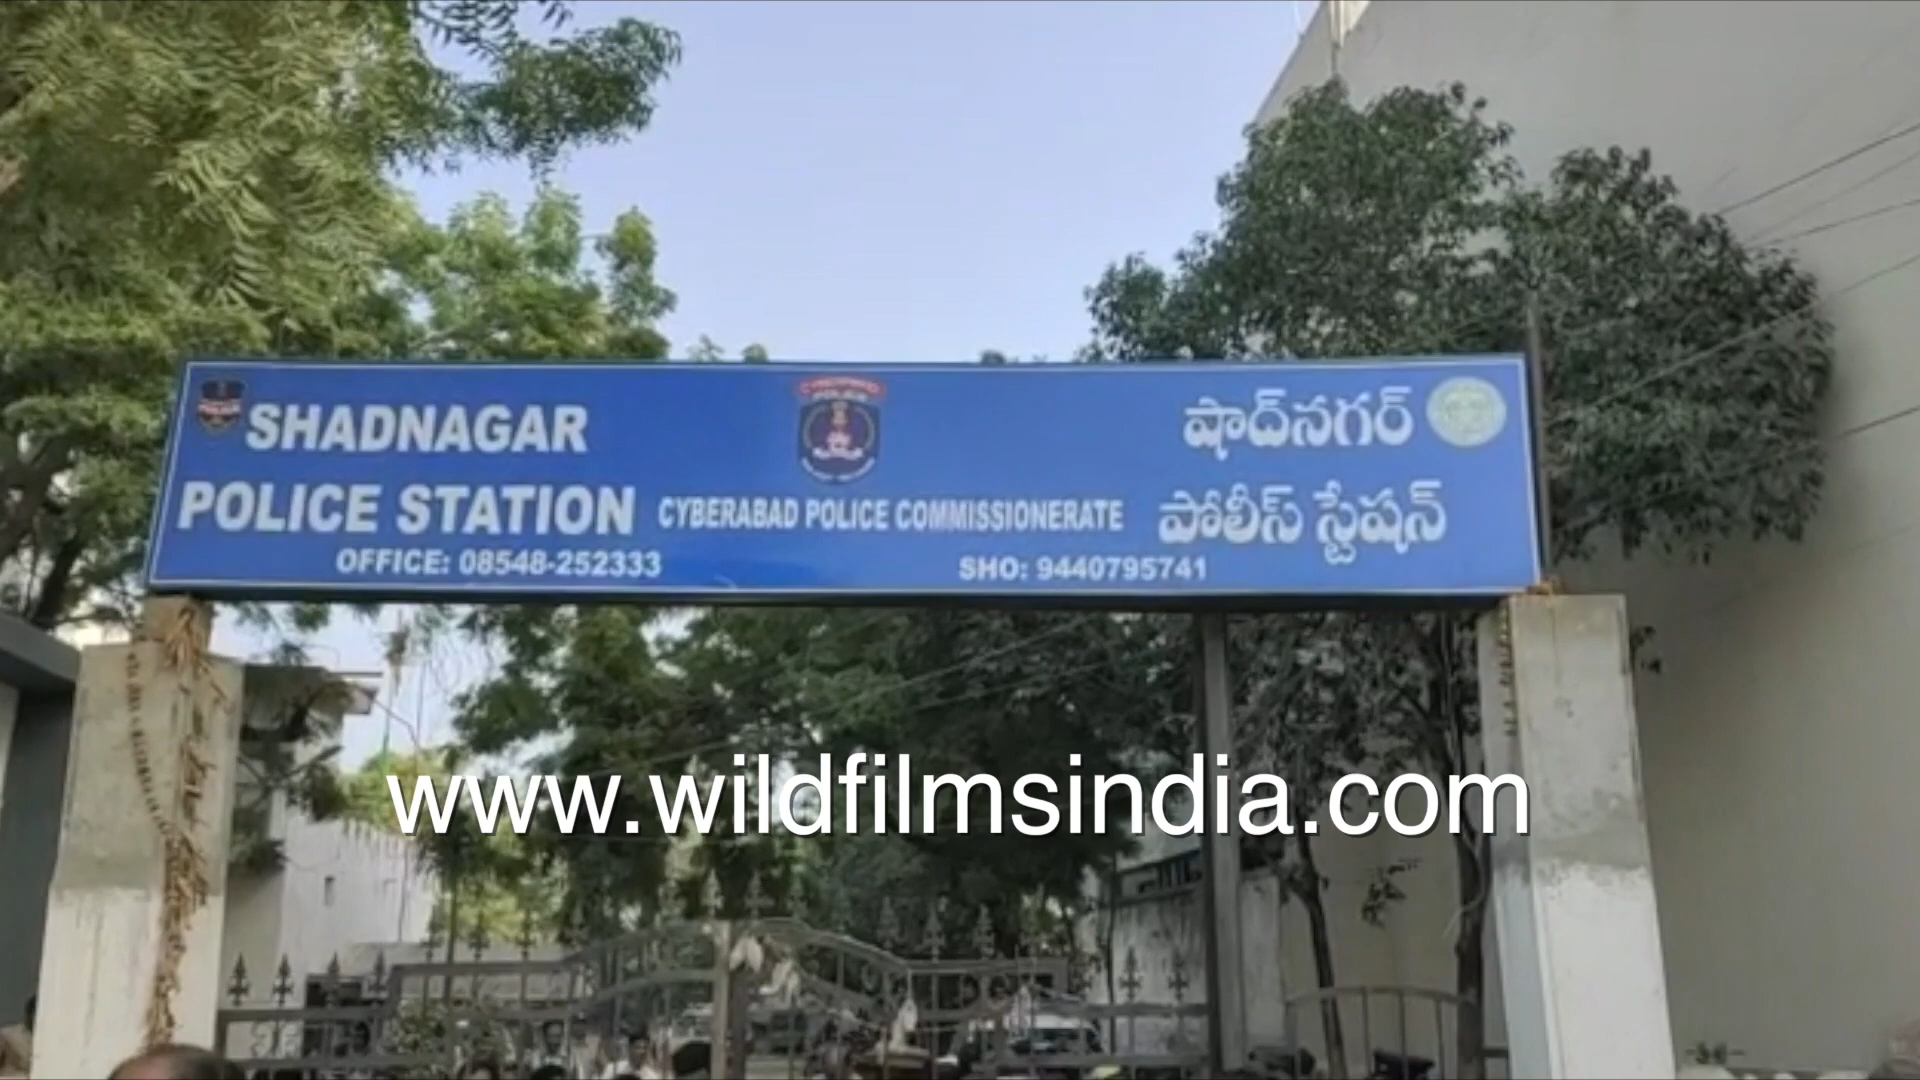 SHADNAGAR
POLICE STATION
OFFICE: 08548-252333
CYBERABAD POLICE COMMISSIONERATE
SHO: 9440795741
షాద్‌నగర్
పోలీస్ స్టేషన్
www.wildfilmsindia.com